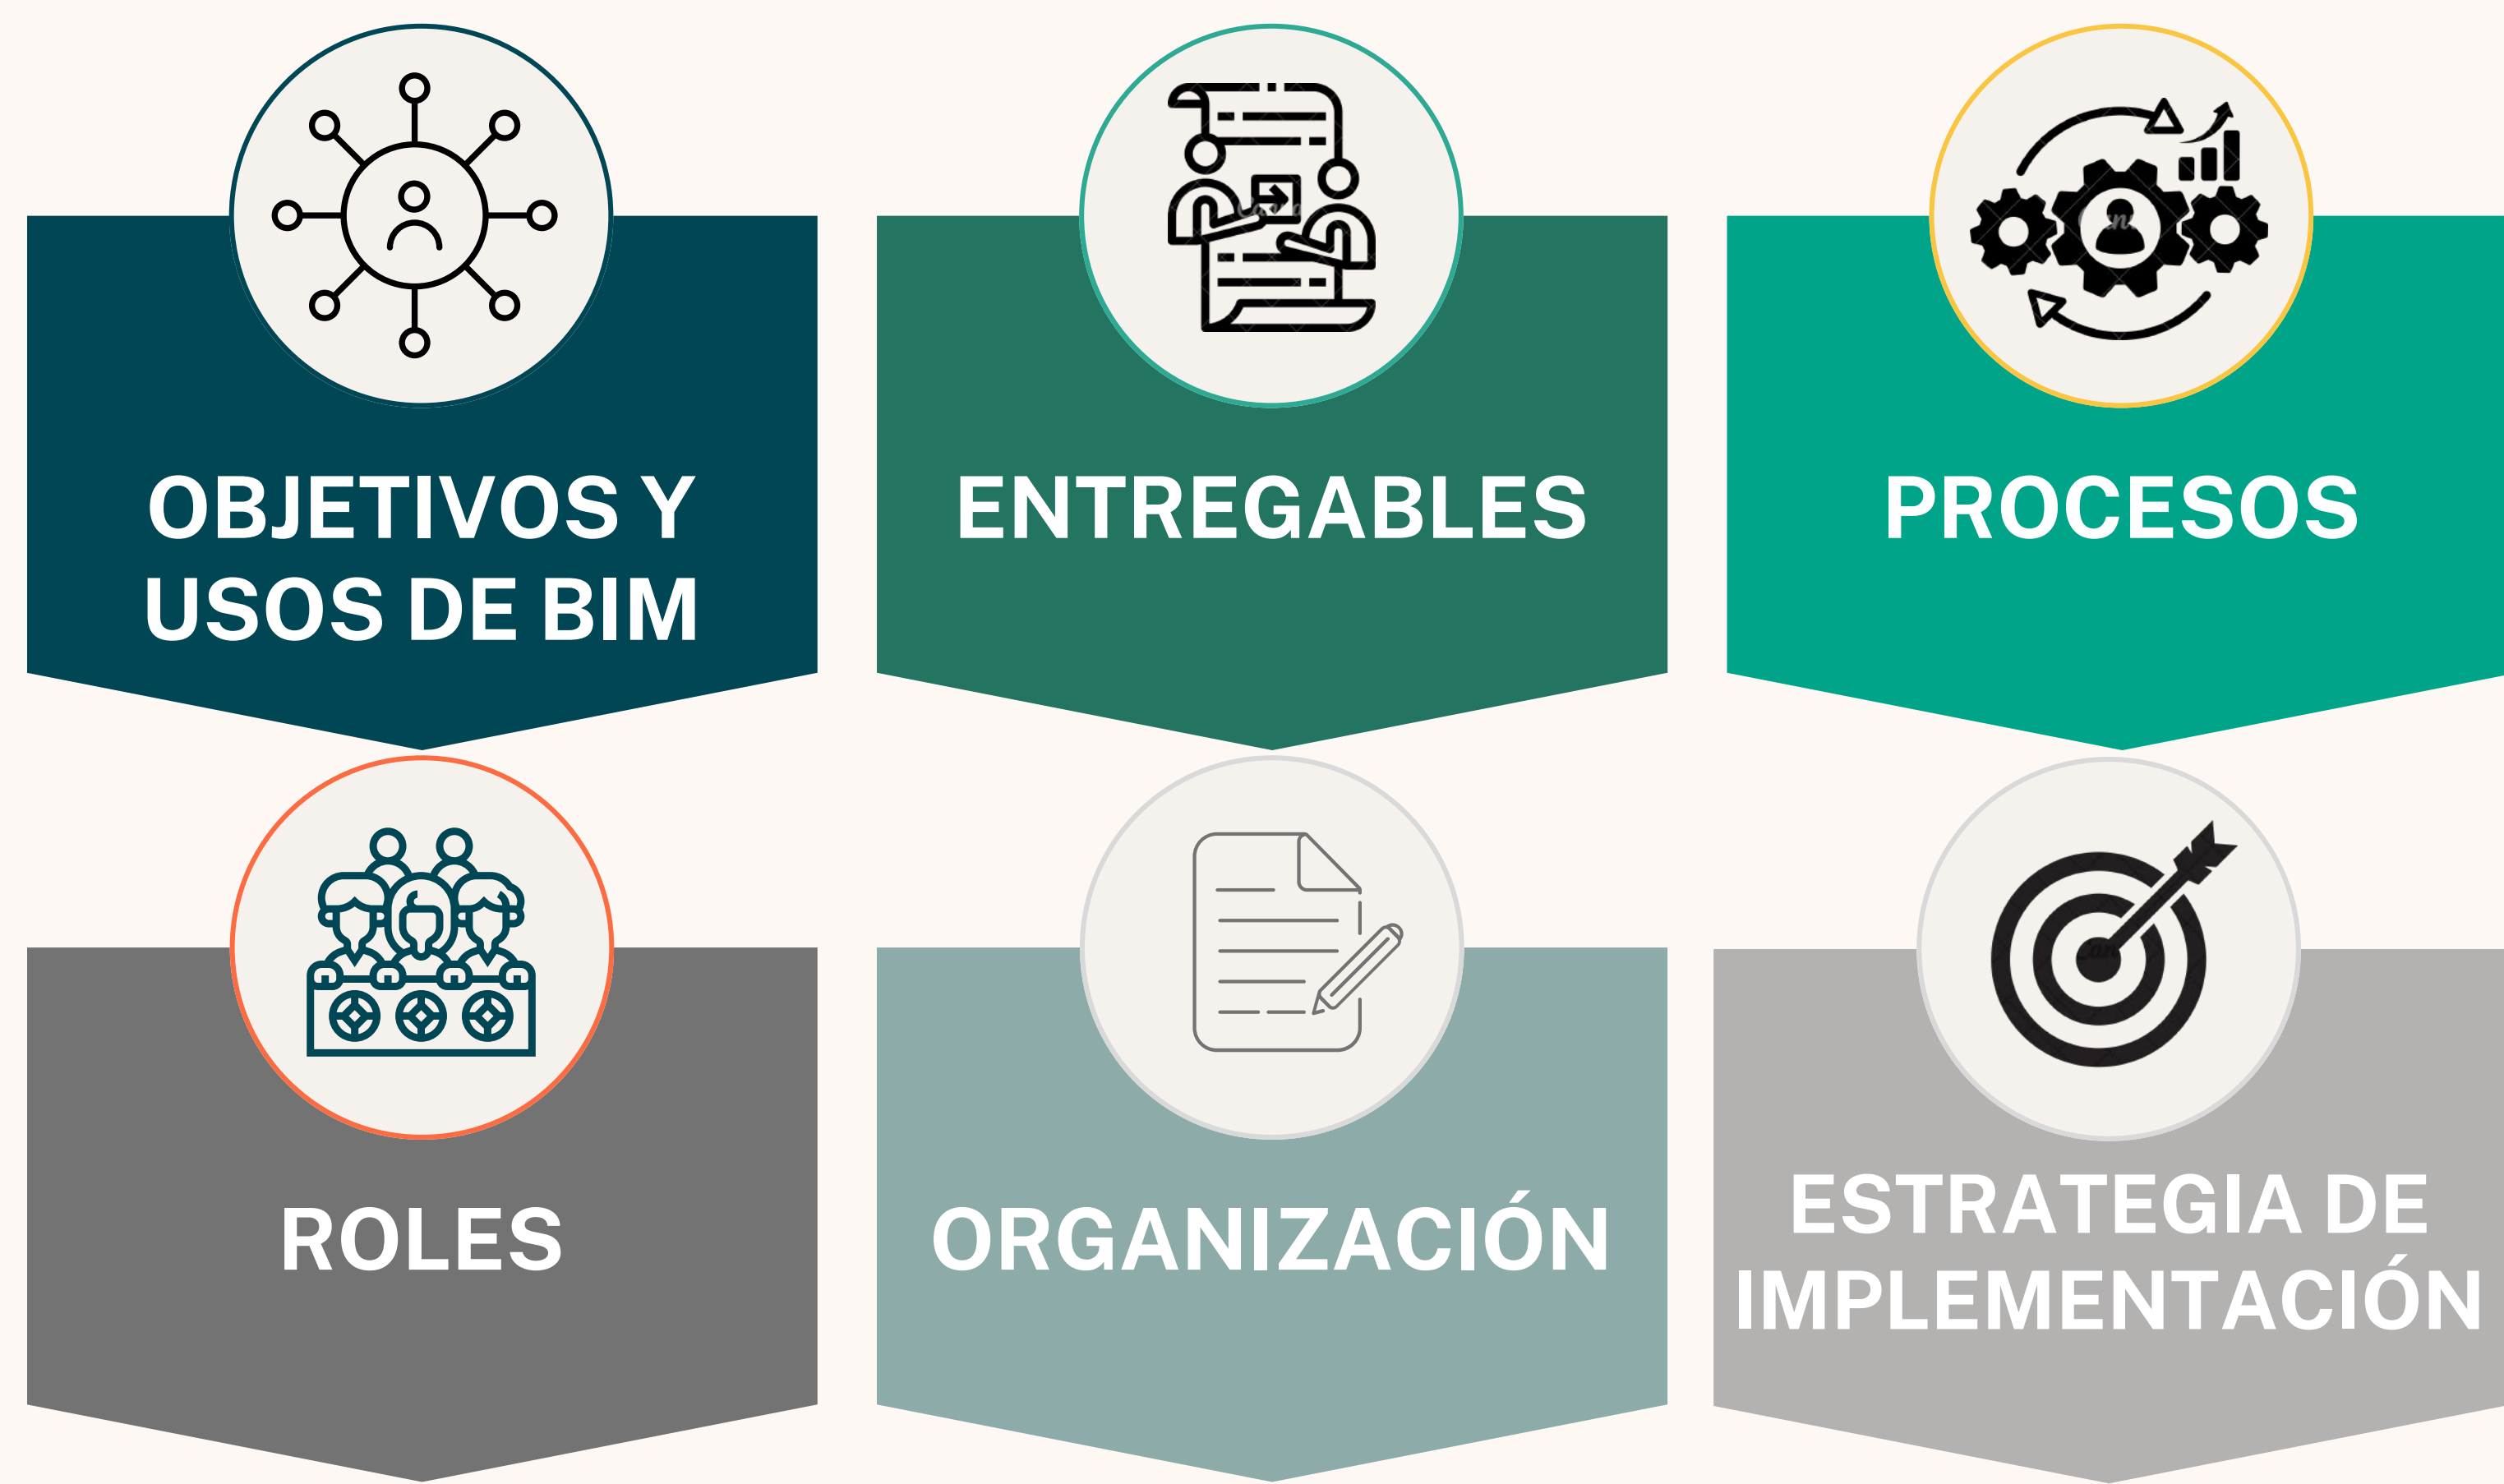 OBJETIVOS Y
USOS DE BIM
ENTREGABLES
PROCESOS
ROLES
ORGANIZACIÓN
ESTRATEGIA DE
IMPLEMENTACIÓN